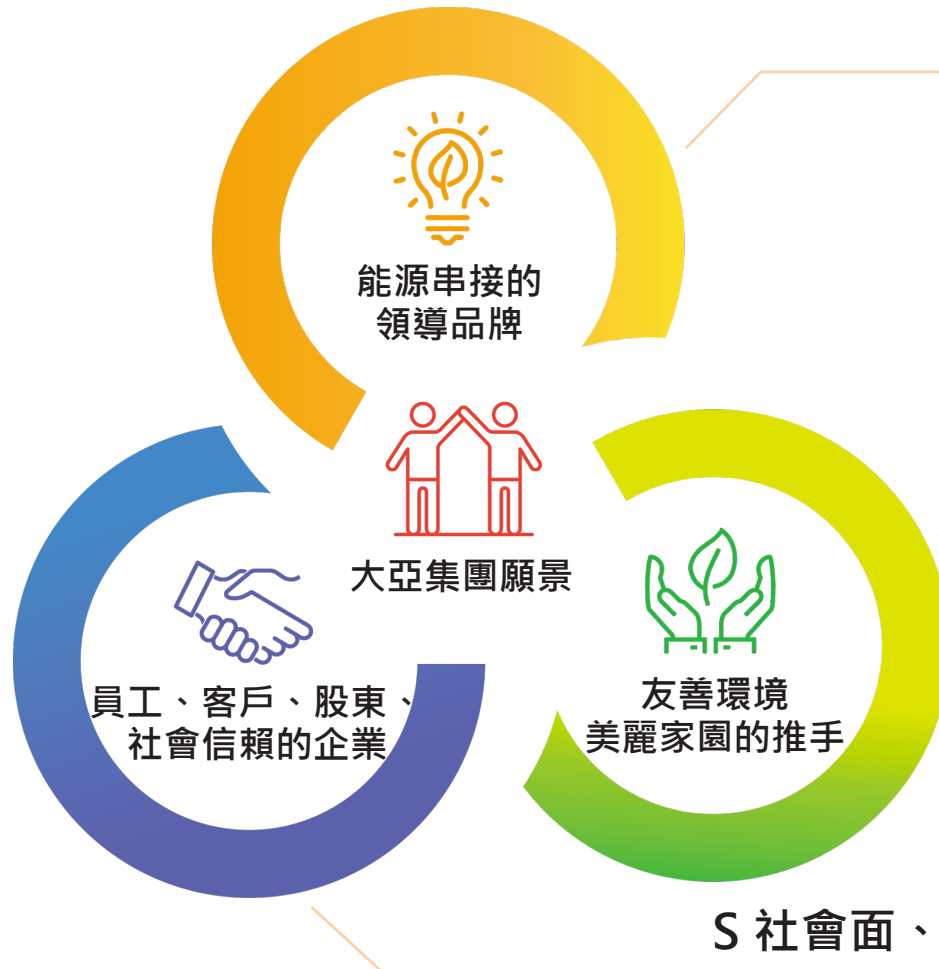 能源串接的
領導品牌
大亞集團願景
員工、客戶、股東、
社會信賴的企業
友善環境
美麗家園的推手
S 社會面、